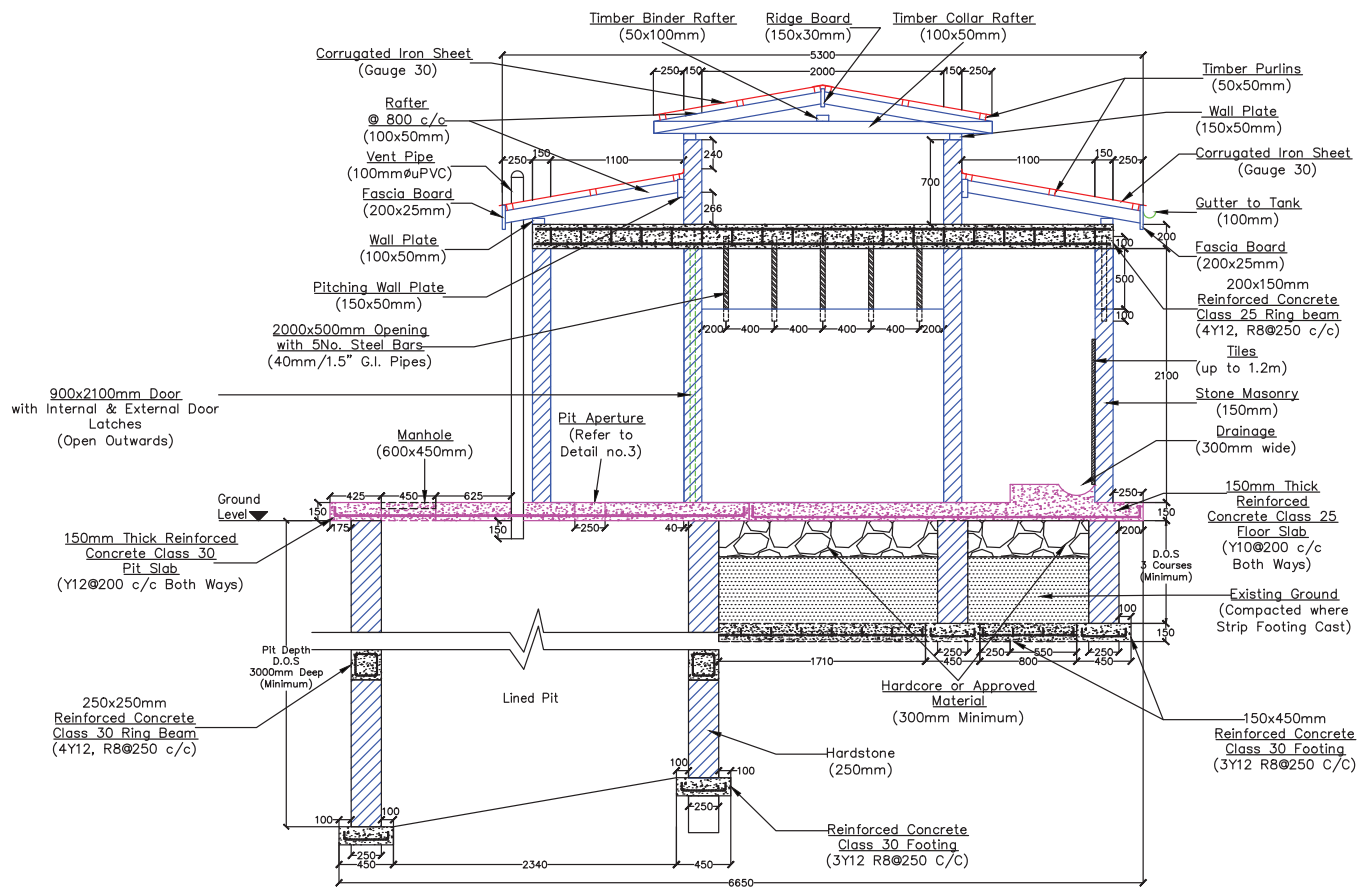 Timber Binder Rafter
(50x100mm)
Ridge Board
(150x30mm)
Timber Collar Rafter
(100x50mm)
5300
Corrugated Iron Sheet
(Gauge 30)
250
150
2000
150
250
Timber Purlins
(50x50mm)
Rafter
@ 800 c/c
(100x50mm)
Wall Plate
(150x50mm)
250
150
1100
240
700
1100
150
250
Vent Pipe
(100mmøuPVC)
Corrugated Iron Sheet
(Gauge 30)
Fascia Board
(200x25mm)
266
Gutter to Tank
(100mm)
Wall Plate
(100x50mm)
200
100
Fascia Board
(200x25mm)
Pitching Wall Plate
(150x50mm)
500
200x150mm
Reinforced Concrete
Class 25 Ring beam
(4Y12, R8@250 c/c)
100
2000x500mm Opening
with 5No. Steel Bars
(40mm/1.5” G.I. Pipes)
200
400
400
400
400
200
Tiles
(up to 1.2m)
2100
900x2100mm Door
with Internal & External Door
Latches
(Open Outwards)
Stone Masonry
(150mm)
Manhole
(600x450mm)
Pit Aperture
(Refer to
Detail no.3)
Drainage
(300mm wide)
425
450
625
250
Ground
Level
150
175
150
250
40
150
200
150mm Thick
Reinforced
Concrete Class 25
Floor Slab
(Y10@200 c/c
Both Ways)
150mm Thick Reinforced
Concrete Class 30
Pit Slab
(Y12@200 c/c Both Ways)
D.O.S
3 Courses
(Minimum)
Existing Ground
(Compacted where
Strip Footing Cast)
100
150
Pit Depth
D.O.S
3000mm Deep
(Minimum)
250
250
550
250
1710
450
800
450
Lined Pit
Hardcore or Approved
Material
(300mm Minimum)
250x250mm
Reinforced Concrete
Class 30 Ring Beam
(4Y12, R8@250 c/c)
150x450mm
Reinforced Concrete
Class 30 Footing
(3Y12 R8@250 C/C)
Hardstone
(250mm)
100
100
100
100
250
250
Reinforced Concrete
Class 30 Footing
(3Y12 R8@250 C/C)
450
2340
450
6650